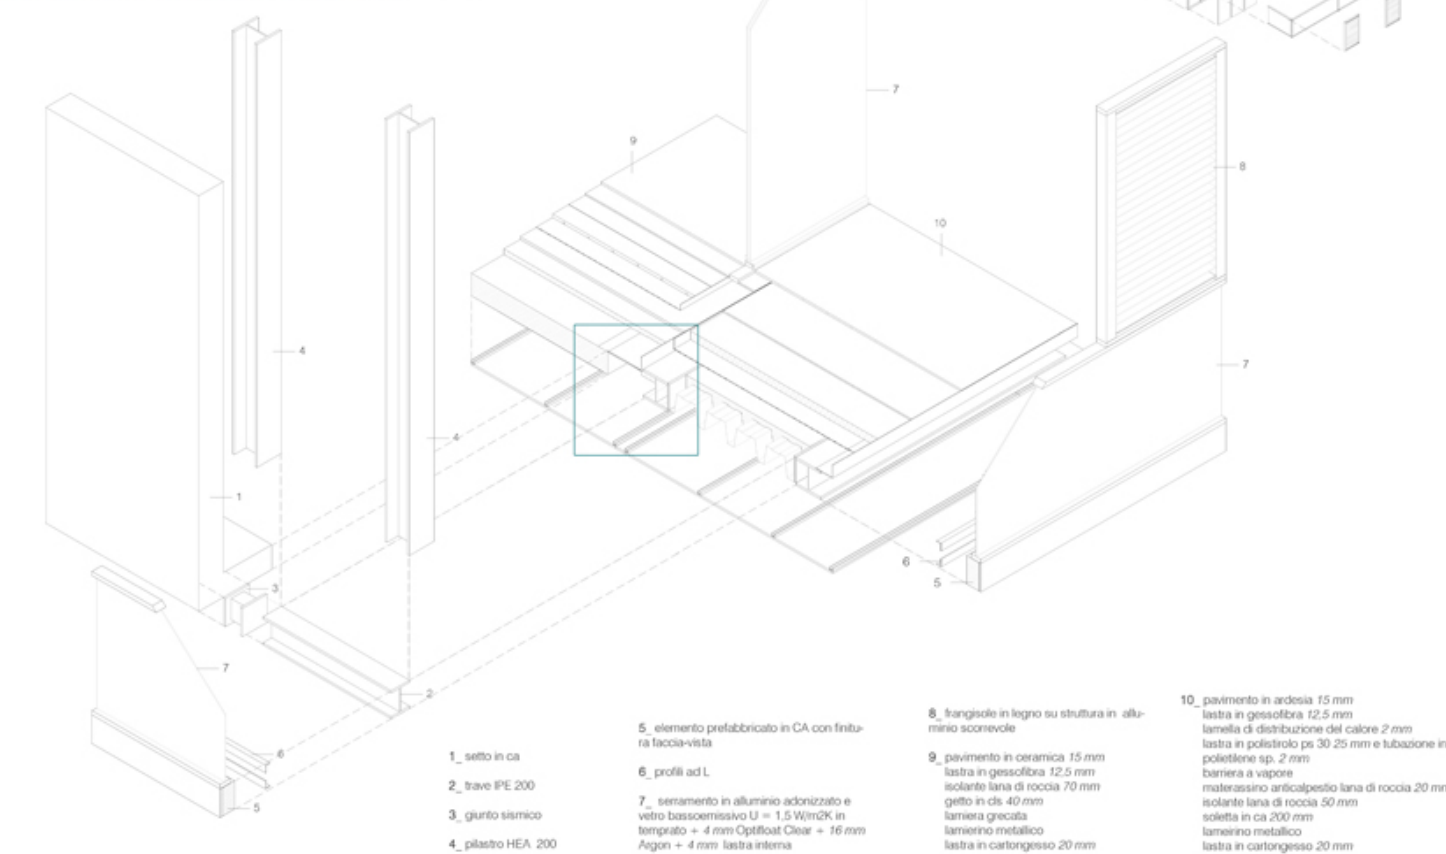 7
9
8
10
4
7
4
1
6
5
3
7
2
6
5
1_ setto in ca
2_ trave IPE 200
3_ giunto sismico
4_ pilastro HEA 200
5_ elemento prefabbricato in CA con finitu-
ra faccia-vista
6_ profili ad L
7_ serramento in alluminio adonizzato e
vetro bassoemissivo U = 1,5 W/m2K in
temprato + 4 mm Optifloat Clear + 16 mm
Argon + 4 mm lastra interna
8_ frangisole in legno su struttura in allu-
minio scorrevole
9_ pavimento in ceramica 15 mm
lastra in gessofibra 12,5 mm
isolante lana di roccia 70 mm
getto in cls 40 mm
lamiera grecata
lamierino metallico
lastra in cartongesso 20 mm
10_ pavimento in ardesia 15 mm
lastra in gessofibra 12,5 mm
lamella di distribuzione del calore 2 mm
lastra in polistirolo ps 30 25 mm e tubazione in
polietilene sp. 2 mm
barriera a vapore
materassino anticalpestio lana di roccia 20 mm
isolante lana di roccia 50 mm
soletta in ca 200 mm
lameirino metallico
lastra in cartongesso 20 mm